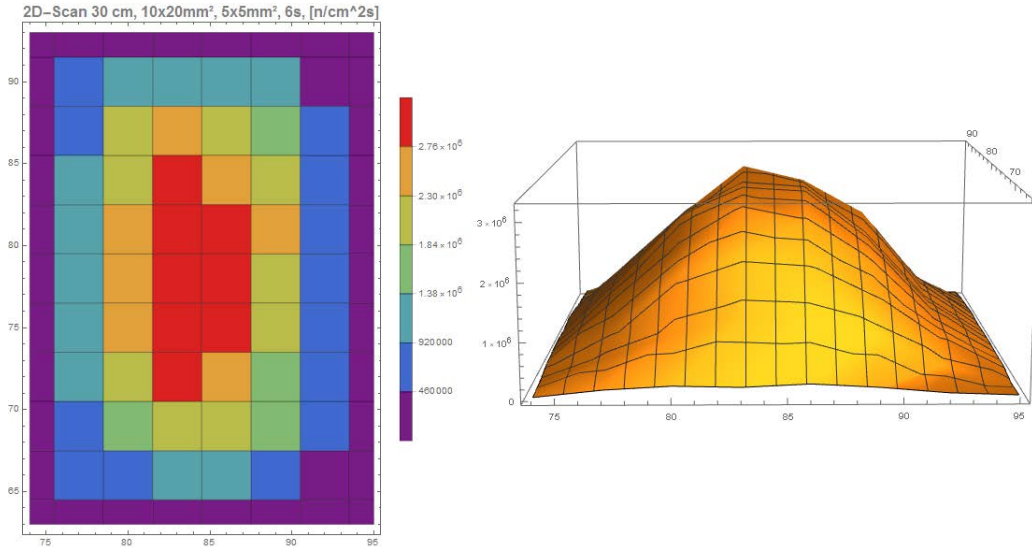 2D-Scan 30 cm, 10x20mm², 5x5mm², 6s, [n/cm^2s]
90
85
80
75
70
65
75 80 85 90 95
2.76 × 10⁶
2.30 × 10⁶
1.84 × 10⁶
1.38 × 10⁶
920000
460000
90
80
70
3 × 10⁶
2 × 10⁶
1 × 10⁶
0
75 80 85 90 95